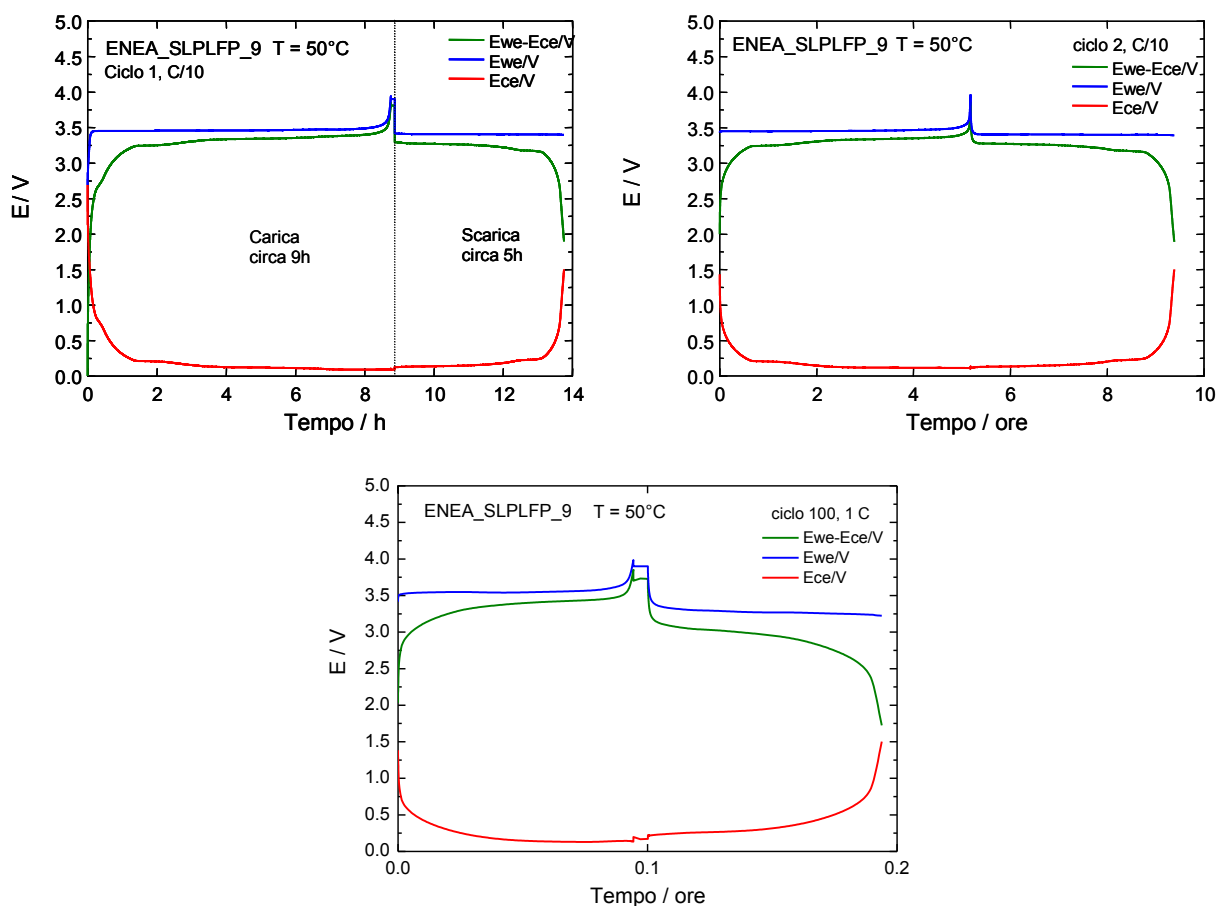 ENEA_SLPLFP_9 T = 50°C
Ciclo 1, C/10
Ewe-Ece/V
Ewe/V
Ece/V
Carica
circa 9h
Scarica
circa 5h
5.0
4.5
4.0
3.5
3.0
2.5
2.0
1.5
1.0
0.5
0.0
E / V
0 2 4 6 8 10 12 14
Tempo / h
ENEA_SLPLFP_9 T = 50°C
ciclo 2, C/10
Ewe-Ece/V
Ewe/V
Ece/V
5.0
4.5
4.0
3.5
3.0
2.5
2.0
1.5
1.0
0.5
0.0
E / V
0 2 4 6 8 10
Tempo / ore
ENEA_SLPLFP_9 T = 50°C
ciclo 100, 1 C
Ewe-Ece/V
Ewe/V
Ece/V
5.0
4.5
4.0
3.5
3.0
2.5
2.0
1.5
1.0
0.5
0.0
E / V
0.0 0.1 0.2
Tempo / ore